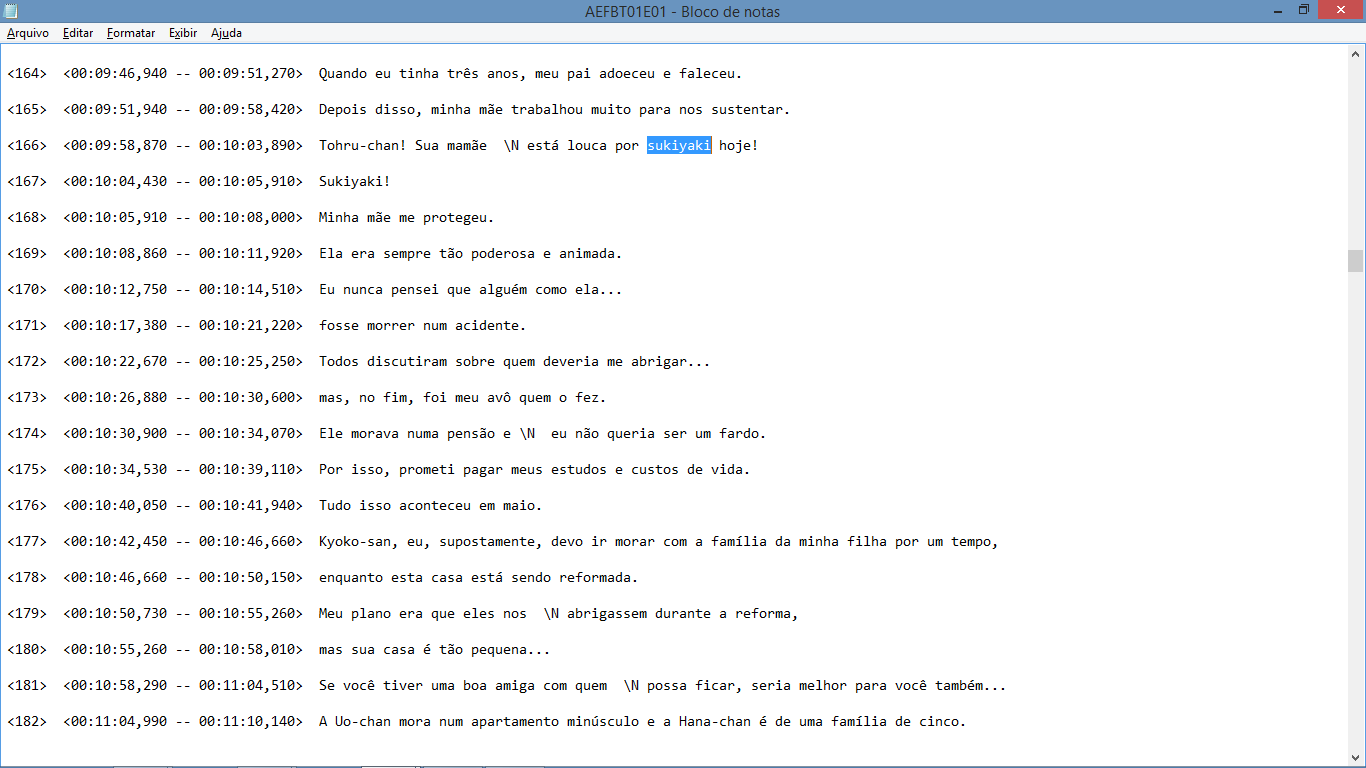 AEFBT01E01 - Bloco de notas
Arquivo Editar Formatar Exibir Ajuda
<164> <00:09:46,940 -- 00:09:51,270> Quando eu tinha três anos, meu pai adoeceu e faleceu.
<165> <00:09:51,940 -- 00:09:58,420> Depois disso, minha mãe trabalhou muito para nos sustentar.
<166> <00:09:58,870 -- 00:10:03,890> Tohru-chan! Sua mamãe \N está louca por sukiyaki hoje!
<167> <00:10:04,430 -- 00:10:05,910> Sukiyaki!
<168> <00:10:05,910 -- 00:10:08,000> Minha mãe me protegeu.
<169> <00:10:08,860 -- 00:10:11,920> Ela era sempre tão poderosa e animada.
<170> <00:10:12,750 -- 00:10:14,510> Eu nunca pensei que alguém como ela...
<171> <00:10:17,380 -- 00:10:21,220> fosse morrer num acidente.
<172> <00:10:22,670 -- 00:10:25,250> Todos discutiram sobre quem deveria me abrigar...
<173> <00:10:26,880 -- 00:10:30,600> mas, no fim, foi meu avô quem o fez.
<174> <00:10:30,900 -- 00:10:34,070> Ele morava numa pensão e \N eu não queria ser um fardo.
<175> <00:10:34,530 -- 00:10:39,110> Por isso, prometi pagar meus estudos e custos de vida.
<176> <00:10:40,050 -- 00:10:41,940> Tudo isso aconteceu em maio.
<177> <00:10:42,450 -- 00:10:46,660> Kyoko-san, eu, supostamente, devo ir morar com a família da minha filha por um tempo,
<178> <00:10:46,660 -- 00:10:50,150> enquanto esta casa está sendo reformada.
<179> <00:10:50,730 -- 00:10:55,260> Meu plano era que eles nos \N abrigassem durante a reforma,
<180> <00:10:55,260 -- 00:10:58,010> mas sua casa é tão pequena...
<181> <00:10:58,290 -- 00:11:04,510> Se você tiver uma boa amiga com quem \N possa ficar, seria melhor para você também...
<182> <00:11:04,990 -- 00:11:10,140> A Uo-chan mora num apartamento minúsculo e a Hana-chan é de uma família de cinco.